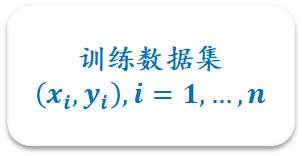 训练数据集
(xᵢ, yᵢ), i = 1, …, n